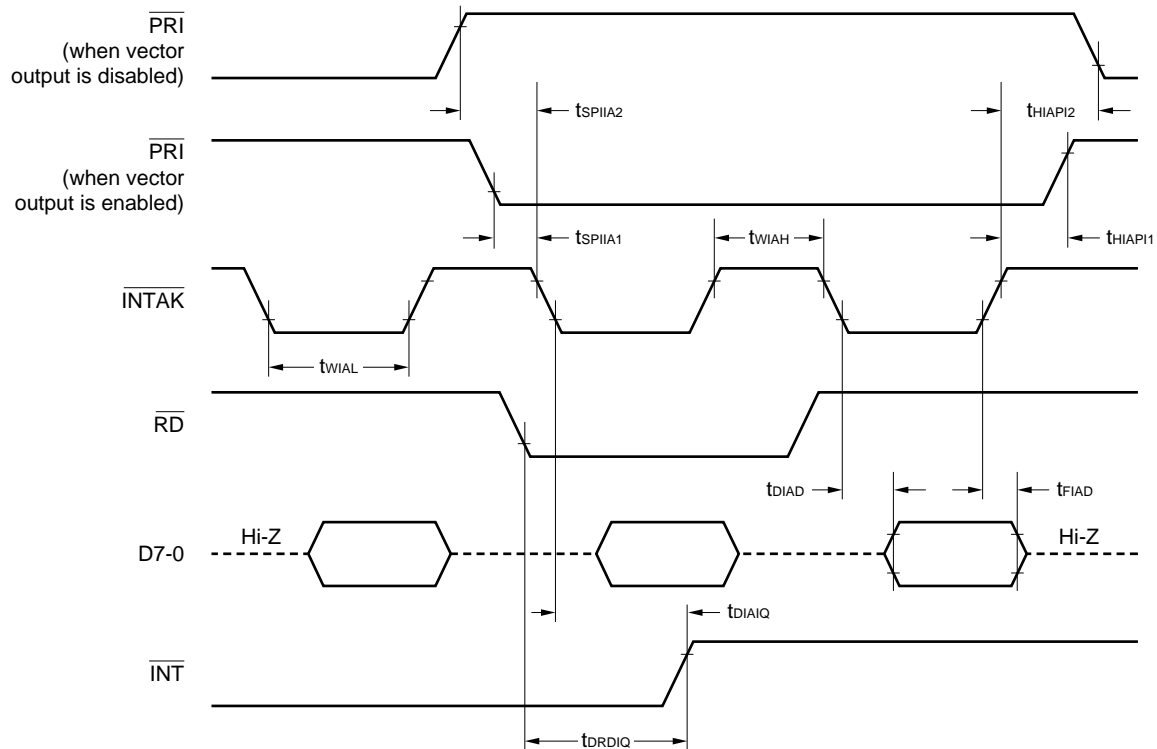 PRI
(when vector
output is disabled)
tSPIIA2
tHIAPI2
PRI
(when vector
output is enabled)
tSPIIA1
tWIAH
tHIAPI1
INTAK
tWIAL
RD
tDIAD
tFIAD
Hi-Z
Hi-Z
D7-0
tDIAIQ
INT
tDRDIQ